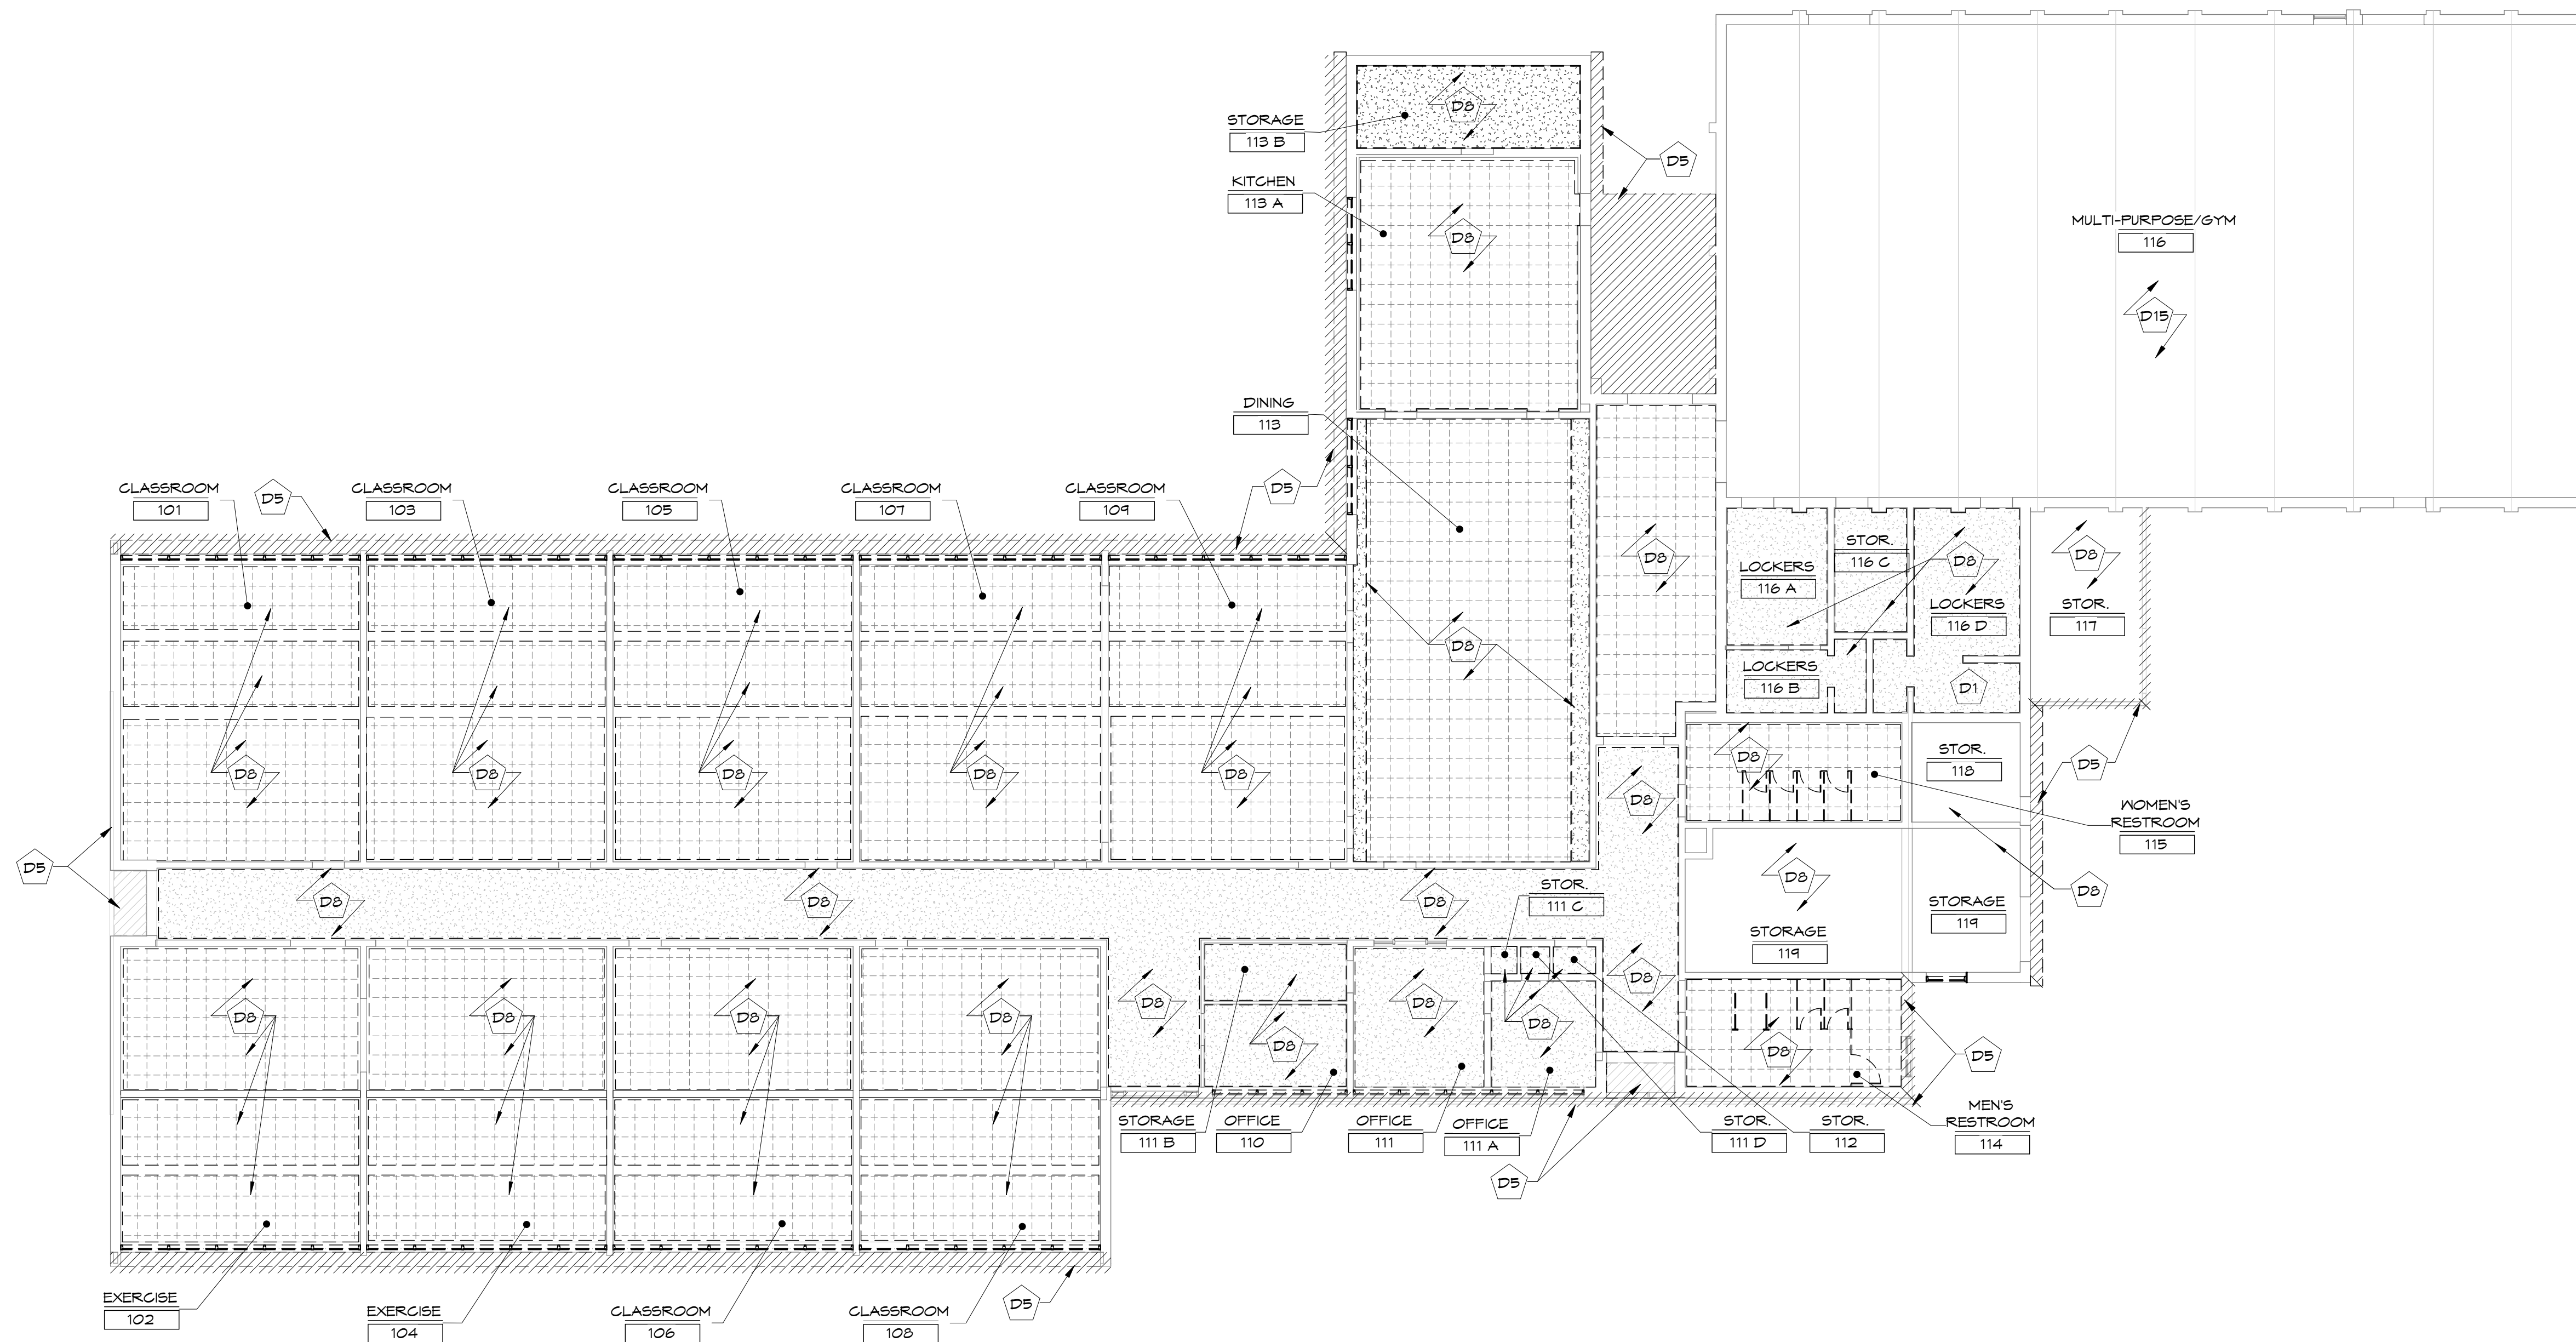 STORAGE
113 B
D8
D5
KITCHEN
113 A
D8
MULTI-PURPOSE/GYM
116
D15
DINING
113
CLASSROOM
101
D5
CLASSROOM
103
CLASSROOM
105
CLASSROOM
107
CLASSROOM
109
D5
D8
LOCKERS
116 A
STOR.
116 C
D8
LOCKERS
116 D
D8
STOR.
117
D8
LOCKERS
116 B
D1
D8
D8
D8
D8
D8
D8
D8
STOR.
118
D5
WOMEN'S
RESTROOM
115
D5
D8
D8
D8
STOR.
111 C
D8
D8
STORAGE
119
STORAGE
119
D8
D8
D8
D8
D8
D8
D8
D8
D8
D8
D8
D5
STORAGE
111 B
OFFICE
110
OFFICE
111
OFFICE
111 A
STOR.
111 D
STOR.
112
MEN'S
RESTROOM
114
D5
EXERCISE
102
EXERCISE
104
CLASSROOM
106
CLASSROOM
108
D5